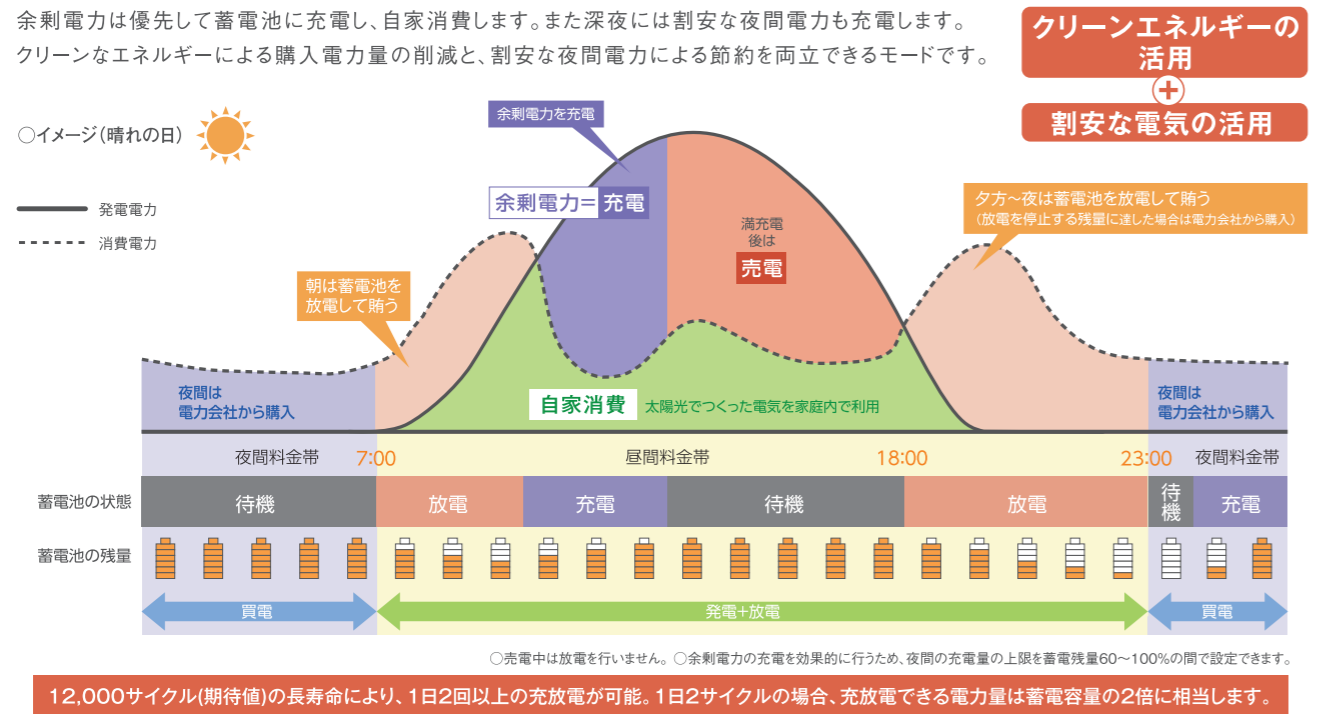 余剰電力は優先して蓄電池に充電し、自家消費します。また深夜には割安な夜間電力も充電します。
クリーンなエネルギーによる購入電力量の削減と、割安な夜間電力による節約を両立できるモードです。
クリーンエネルギーの
活用
+
割安な電気の活用
○イメージ(晴れの日)
発電電力
消費電力
余剰電力を充電
余剰電力=充電
満充電
後は
売電
夕方〜夜は蓄電池を放電して賄う
(放電を停止する残量に達した場合は電力会社から購入)
朝は蓄電池を
放電して賄う
夜間は
電力会社から購入
自家消費 太陽光でつくった電気を家庭内で利用
夜間は
電力会社から購入
夜間料金帯 7:00 昼間料金帯 18:00 23:00 夜間料金帯
蓄電池の状態 待機 放電 充電 待機 放電 待機 充電
蓄電池の残量
買電 発電+放電 買電
○売電中は放電を行いません。○余剰電力の充電を効果的に行うため、夜間の充電量の上限を蓄電残量60〜100%の間で設定できます。
12,000サイクル(期待値)の長寿命により、1日2回以上の充放電が可能。1日2サイクルの場合、充放電できる電力量は蓄電容量の2倍に相当します。